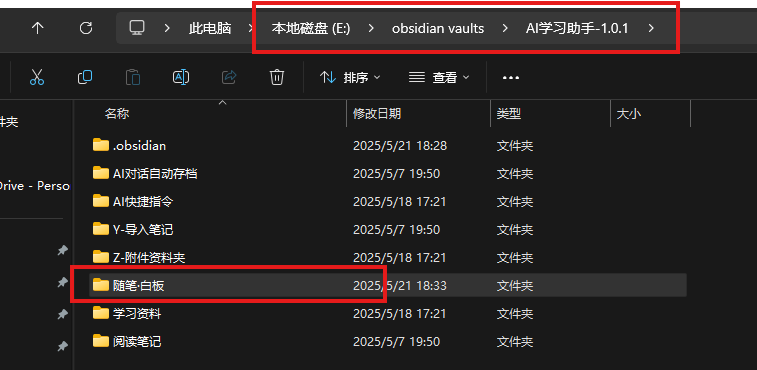 此电脑 > 本地磁盘 (E:) > obsidian vaults > AI学习助手-1.0.1 >
排序 查看 ...
名称 修改日期 类型 大小
件夹
.obsidian 2025/5/21 18:28 文件夹
AI对话自动存档 2025/5/7 19:50 文件夹
Drive - Perso
AI快捷指令 2025/5/18 17:21 文件夹
Y-导入笔记 2025/5/7 19:50 文件夹
Z-附件资料夹 2025/5/18 17:21 文件夹
随笔·白板 2025/5/21 18:33 文件夹
学习资料 2025/5/18 17:21 文件夹
阅读笔记 2025/5/7 19:50 文件夹